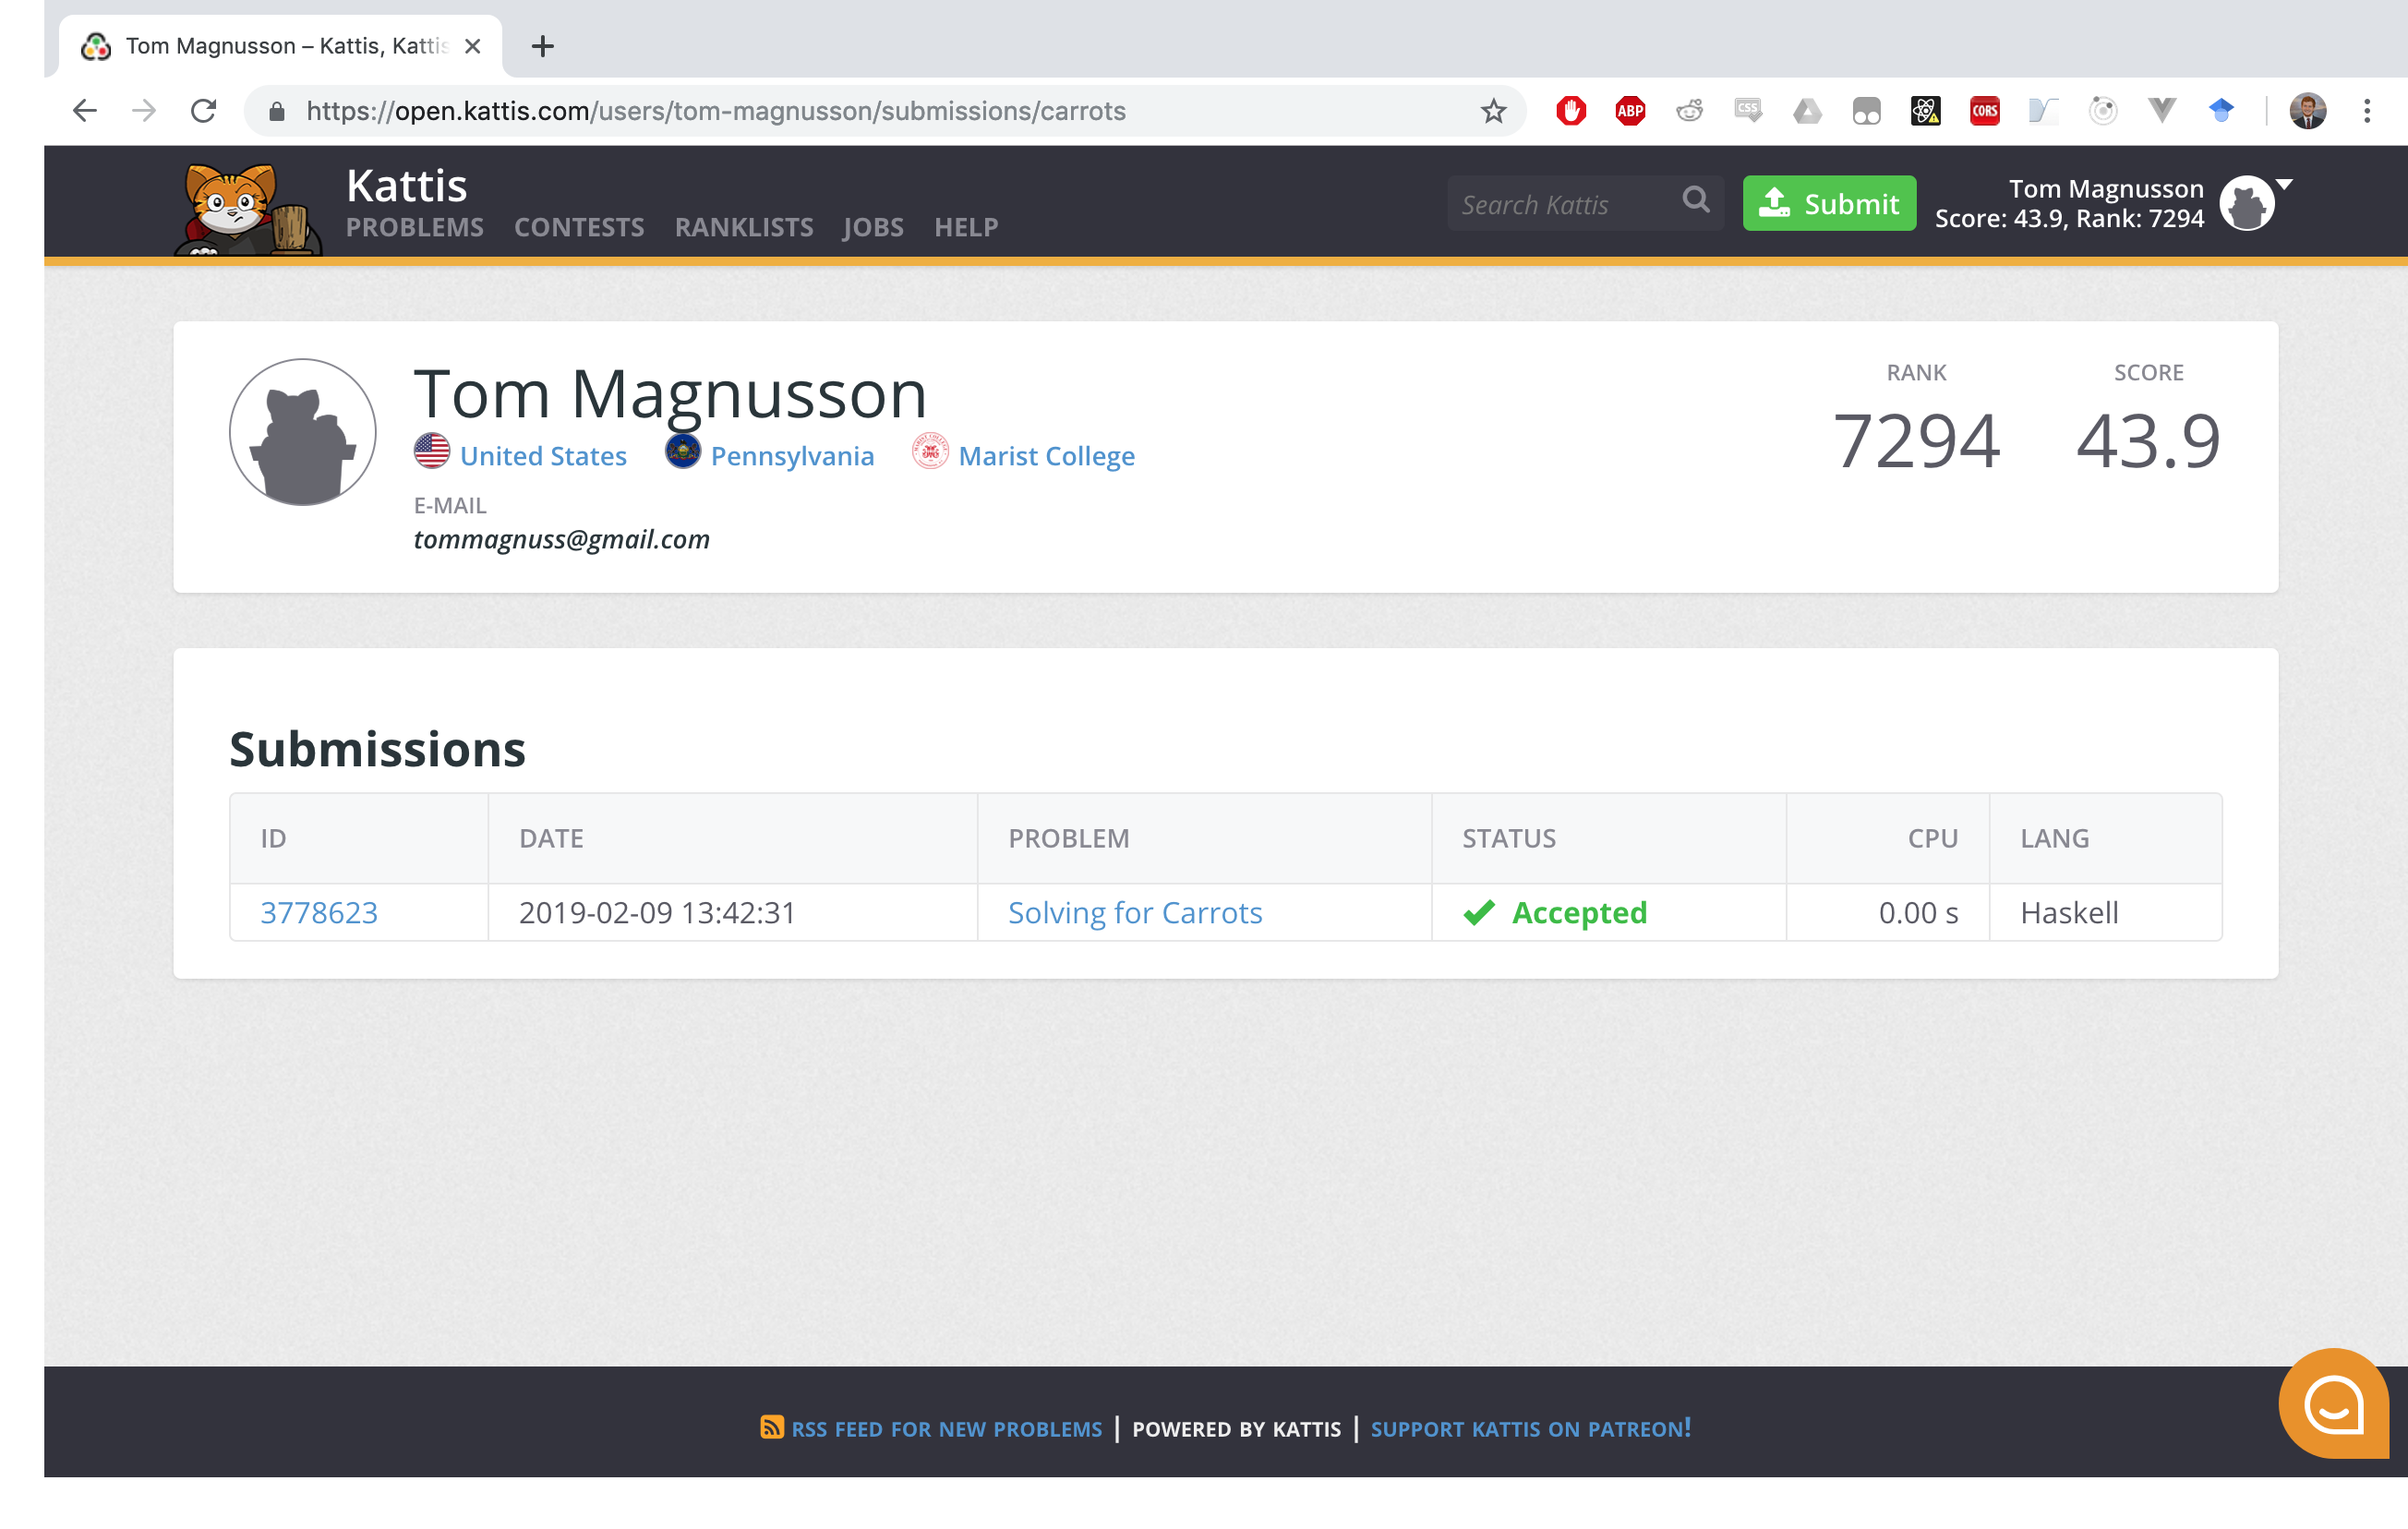 Tom Magnusson – Kattis, Kattis
https://open.kattis.com/users/tom-magnusson/submissions/carrots
ABP
CSS
CORS
Kattis
PROBLEMS CONTESTS RANKLISTS JOBS HELP
Search Kattis
Submit
Tom Magnusson
Score: 43.9, Rank: 7294
Tom Magnusson
United States Pennsylvania Marist College
E-MAIL
tommagnuss@gmail.com
RANK SCORE
7294 43.9
Submissions
ID DATE PROBLEM STATUS CPU LANG
3778623 2019-02-09 13:42:31 Solving for Carrots Accepted 0.00 s Haskell
RSS FEED FOR NEW PROBLEMS | POWERED BY KATTIS | SUPPORT KATTIS ON PATREON!